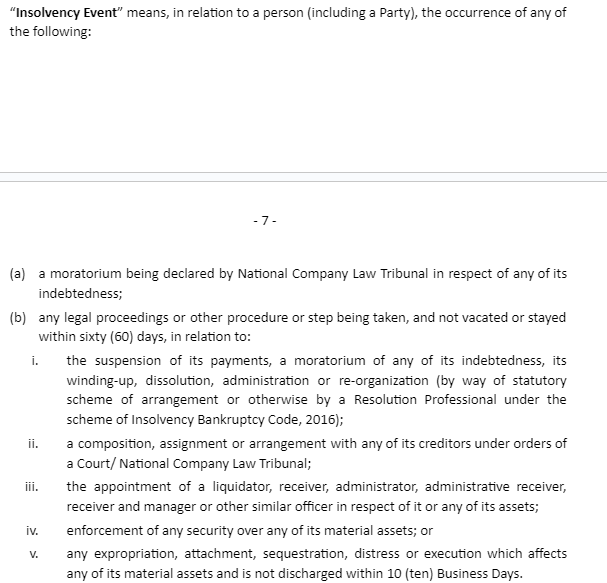 “Insolvency Event” means, in relation to a person (including a Party), the occurrence of any of
the following:
- 7 -
(a) a moratorium being declared by National Company Law Tribunal in respect of any of its
indebtedness;
(b) any legal proceedings or other procedure or step being taken, and not vacated or stayed
within sixty (60) days, in relation to:
i. the suspension of its payments, a moratorium of any of its indebtedness, its
winding-up, dissolution, administration or re-organization (by way of statutory
scheme of arrangement or otherwise by a Resolution Professional under the
scheme of Insolvency Bankruptcy Code, 2016);
ii. a composition, assignment or arrangement with any of its creditors under orders of
a Court/ National Company Law Tribunal;
iii. the appointment of a liquidator, receiver, administrator, administrative receiver,
receiver and manager or other similar officer in respect of it or any of its assets;
iv. enforcement of any security over any of its material assets; or
v. any expropriation, attachment, sequestration, distress or execution which affects
any of its material assets and is not discharged within 10 (ten) Business Days.